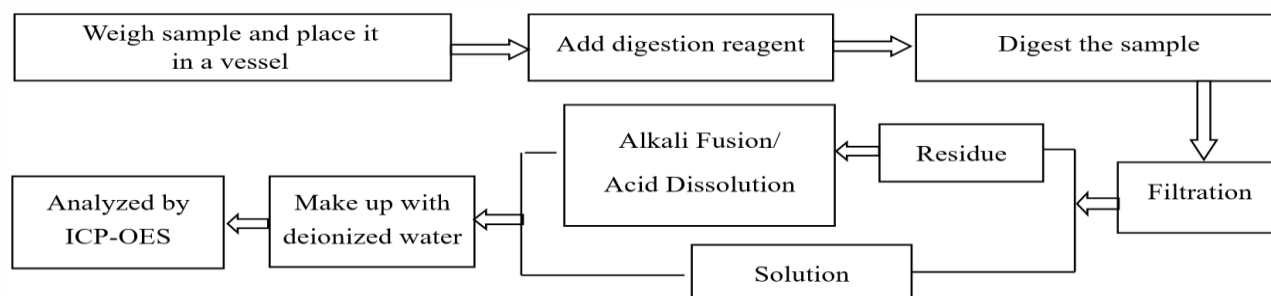 Weigh sample and place it
in a vessel
Add digestion reagent
Digest the sample
Filtration
Residue
Alkali Fusion/
Acid Dissolution
Solution
Make up with
deionized water
Analyzed by
ICP-OES